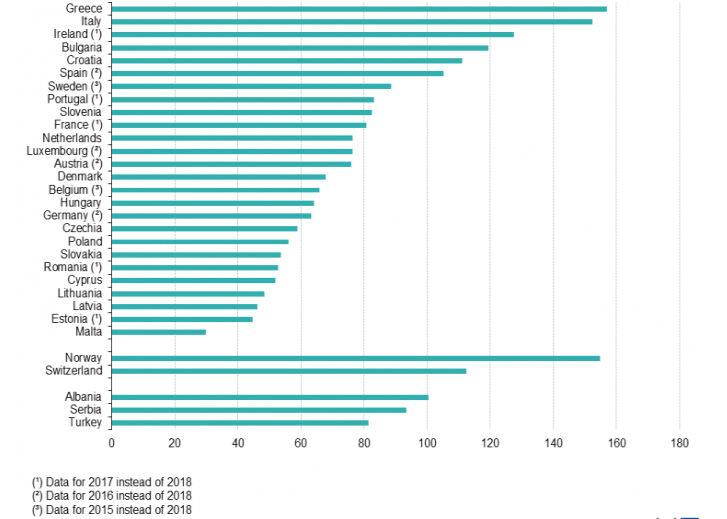 Greece
Italy
Ireland (¹)
Bulgaria
Croatia
Spain (²)
Sweden (³)
Portugal (¹)
Slovenia
France (¹)
Netherlands
Luxembourg (²)
Austria (²)
Denmark
Belgium (³)
Hungary
Germany (²)
Czechia
Poland
Slovakia
Romania (¹)
Cyprus
Lithuania
Latvia
Estonia (¹)
Malta
Norway
Switzerland
Albania
Serbia
Turkey
0 20 40 60 80 100 120 140 160 180
(¹) Data for 2017 instead of 2018
(²) Data for 2016 instead of 2018
(³) Data for 2015 instead of 2018